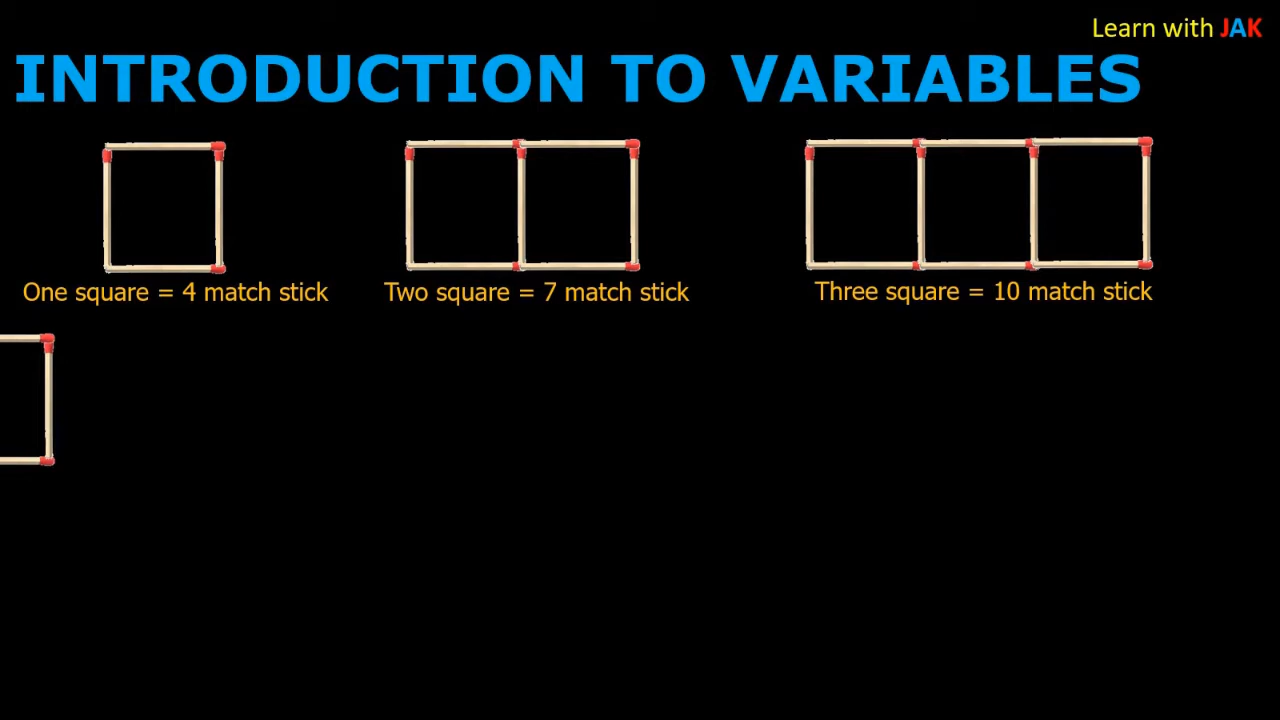 Learn with JAK
INTRODUCTION TO VARIABLES
One square = 4 match stick
Two square = 7 match stick
Three square = 10 match stick